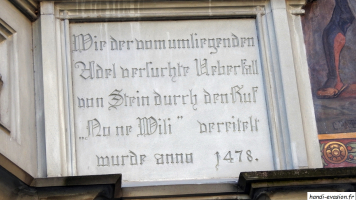 Wie der vom umliegenden
Adel versuchte Ueberfall
von Stein durch den Ruf
„No ne Wili" vereitelt
wurde anno 1478.
handi-evasion.fr